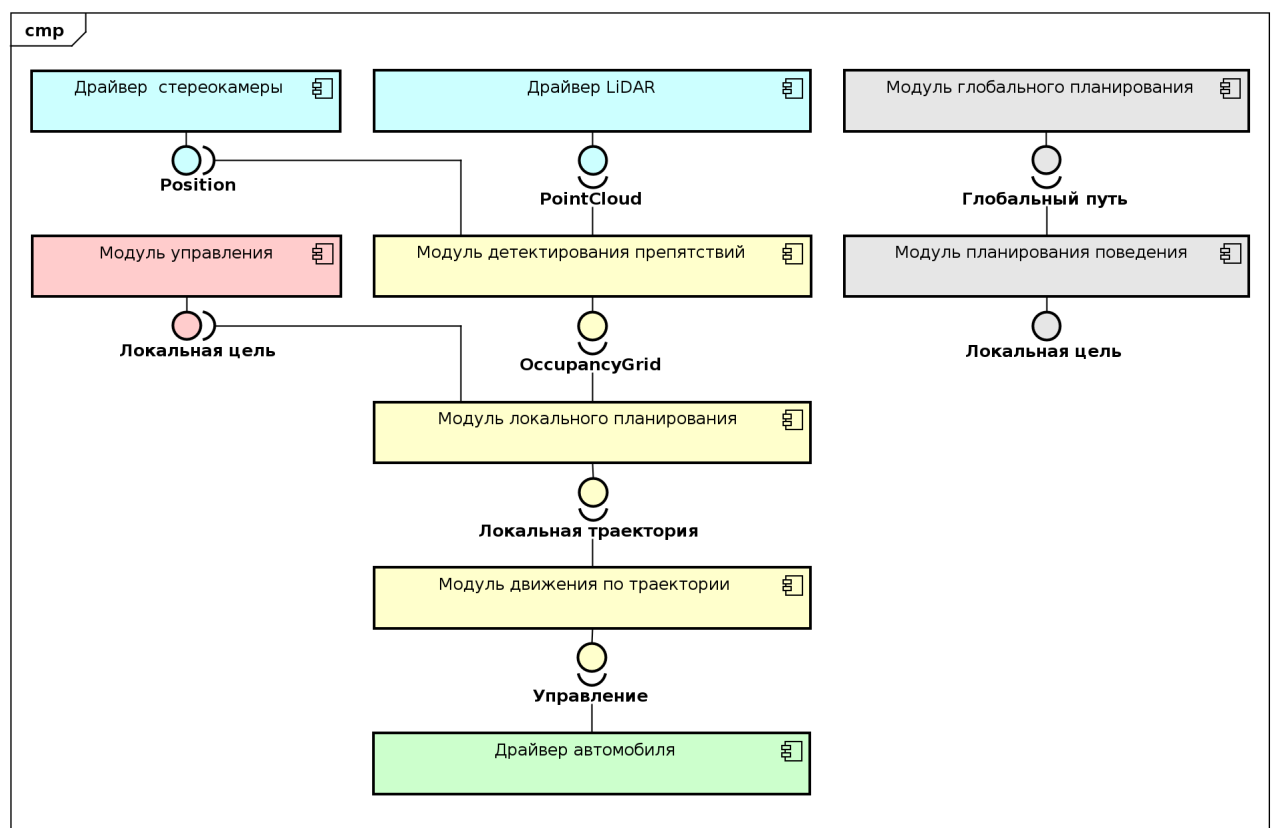 cmp
Драйвер стереокамеры
Драйвер LiDAR
Модуль глобального планирования
Position
PointCloud
Глобальный путь
Модуль управления
Модуль детектирования препятствий
Модуль планирования поведения
Локальная цель
OccupancyGrid
Локальная цель
Модуль локального планирования
Локальная траектория
Модуль движения по траектории
Управление
Драйвер автомобиля